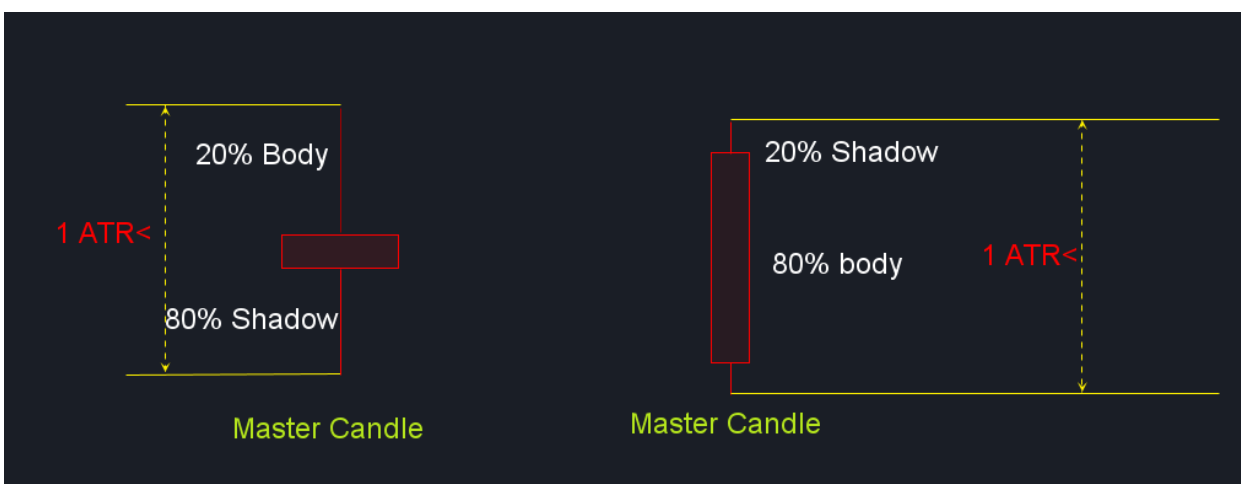 20% Body
1 ATR<
80% Shadow
Master Candle
20% Shadow
80% body
1 ATR<
Master Candle